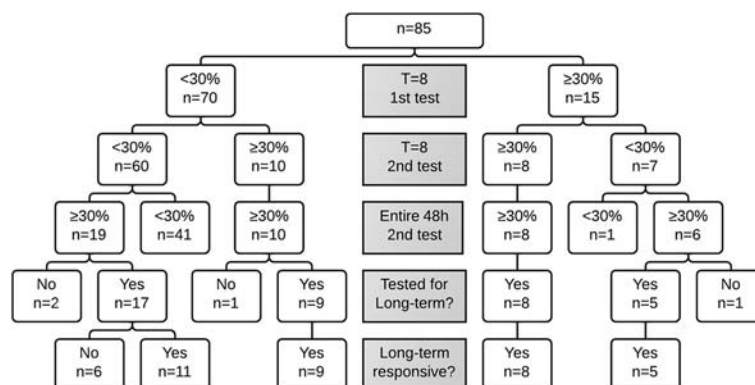 n=85
<30%
n=70
T=8
1st test
≥30%
n=15
<30%
n=60
≥30%
n=10
T=8
2nd test
≥30%
n=8
<30%
n=7
≥30%
n=19
<30%
n=41
≥30%
n=10
Entire 48h
2nd test
≥30%
n=8
<30%
n=1
≥30%
n=6
No
n=2
Yes
n=17
No
n=1
Yes
n=9
Tested for
Long-term?
Yes
n=8
Yes
n=5
No
n=1
No
n=6
Yes
n=11
Yes
n=9
Long-term
responsive?
Yes
n=8
Yes
n=5